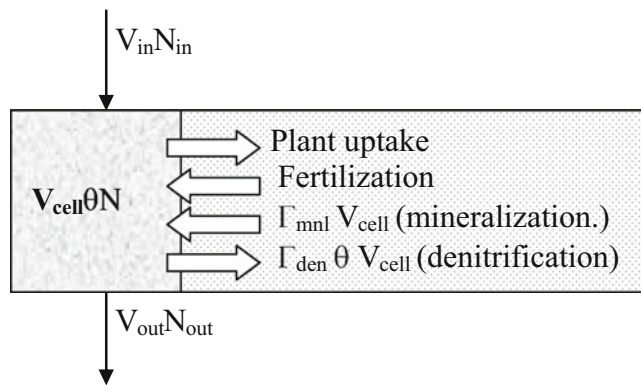 VinNin
Plant uptake
Fertilization
VcellθN
Γmnl Vcell (mineralization.)
Γden θ Vcell (denitrification)
VoutNout